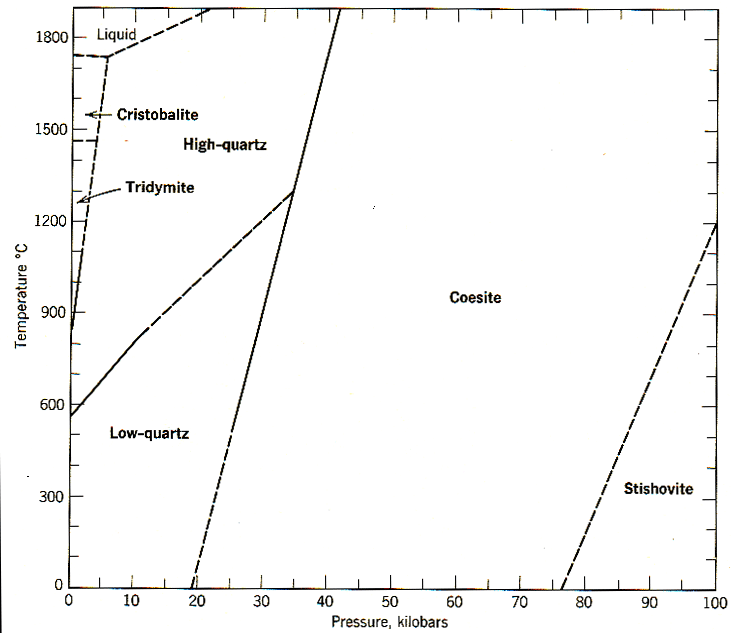 1800
Liquid
Cristobalite
1500
High-quartz
Tridymite
1200
Temperature °C
Coesite
900
600
Low-quartz
Stishovite
300
0
0 10 20 30 40 50 60 70 80 90 100
Pressure, kilobars